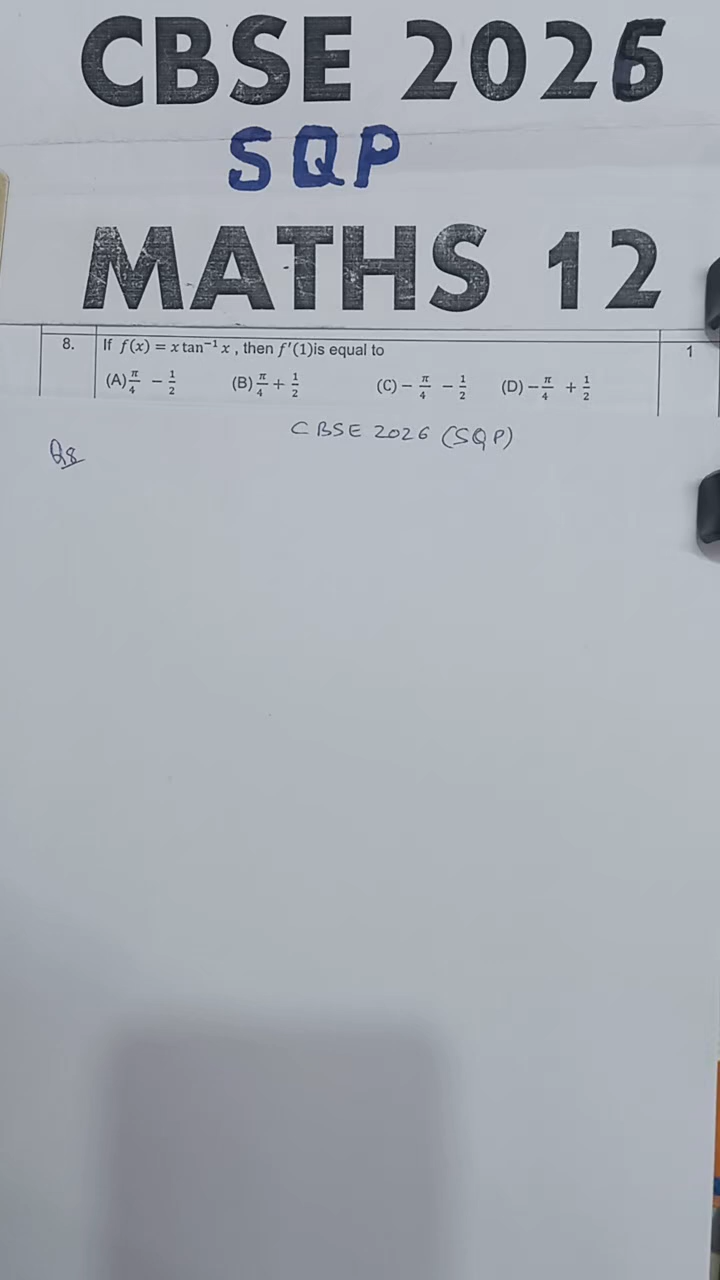 CBSE 2026
SQP
MATHS 12
8. If f(x) = x tan⁻¹ x , then f′(1)is equal to 1
(A) π/4 − 1/2 (B) π/4 + 1/2 (C) − π/4 − 1/2 (D) − π/4 + 1/2
CBSE 2026 (SQP)
Q8